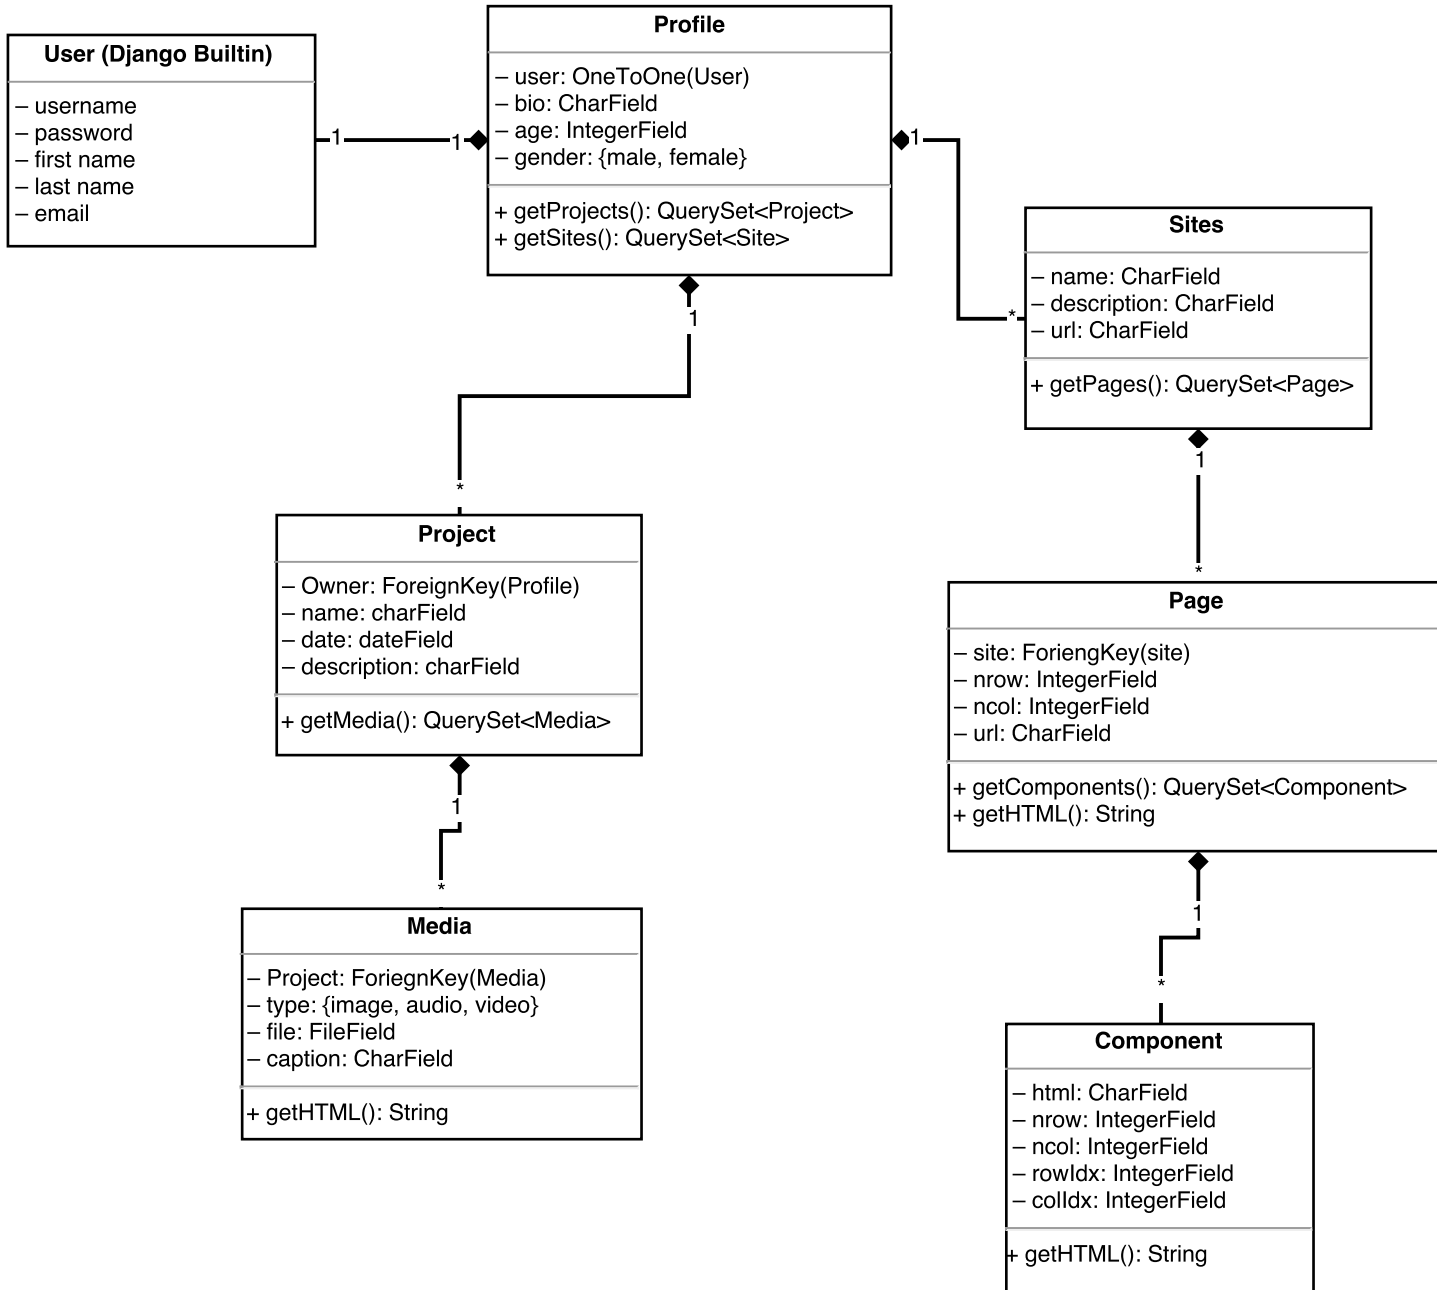 User (Django Builtin)
– username
– password
– first name
– last name
– email
1
1
Profile
– user: OneToOne(User)
– bio: CharField
– age: IntegerField
– gender: {male, female}
+ getProjects(): QuerySet<Project>
+ getSites(): QuerySet<Site>
1
*
Sites
– name: CharField
– description: CharField
– url: CharField
+ getPages(): QuerySet<Page>
1
*
Project
– Owner: ForeignKey(Profile)
– name: charField
– date: dateField
– description: charField
+ getMedia(): QuerySet<Media>
1
*
Page
– site: ForiengKey(site)
– nrow: IntegerField
– ncol: IntegerField
– url: CharField
+ getComponents(): QuerySet<Component>
+ getHTML(): String
1
*
Media
– Project: ForiegnKey(Media)
– type: {image, audio, video}
– file: FileField
– caption: CharField
+ getHTML(): String
1
*
Component
– html: CharField
– nrow: IntegerField
– ncol: IntegerField
– rowIdx: IntegerField
– colIdx: IntegerField
+ getHTML(): String